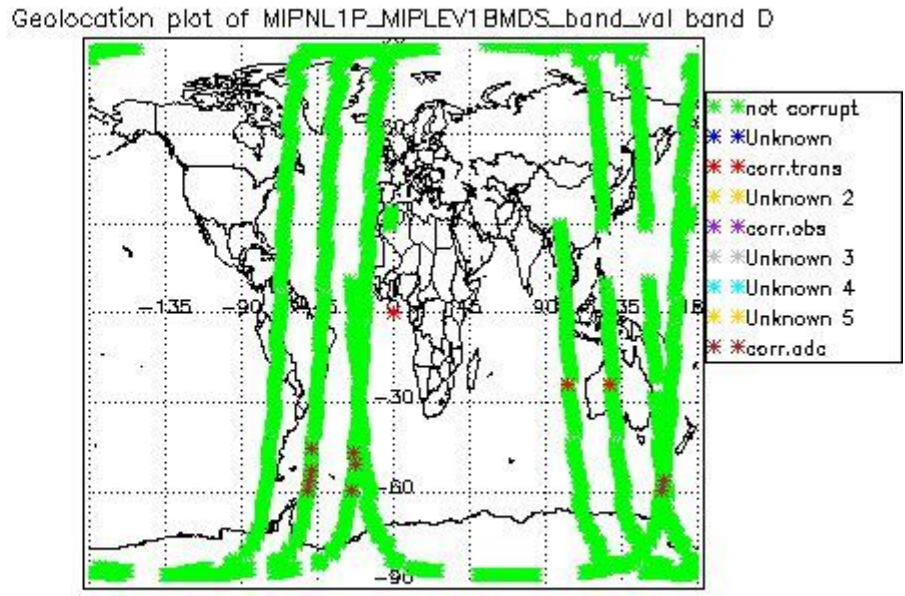 Geolocation plot of MIPNL1P_MIPLEV1BMDS_band_val band D
not corrupt
Unknown
corr.trans
Unknown 2
corr.obs
Unknown 3
Unknown 4
Unknown 5
corr.adc
-135 -90 90 135
-30
-60
-90